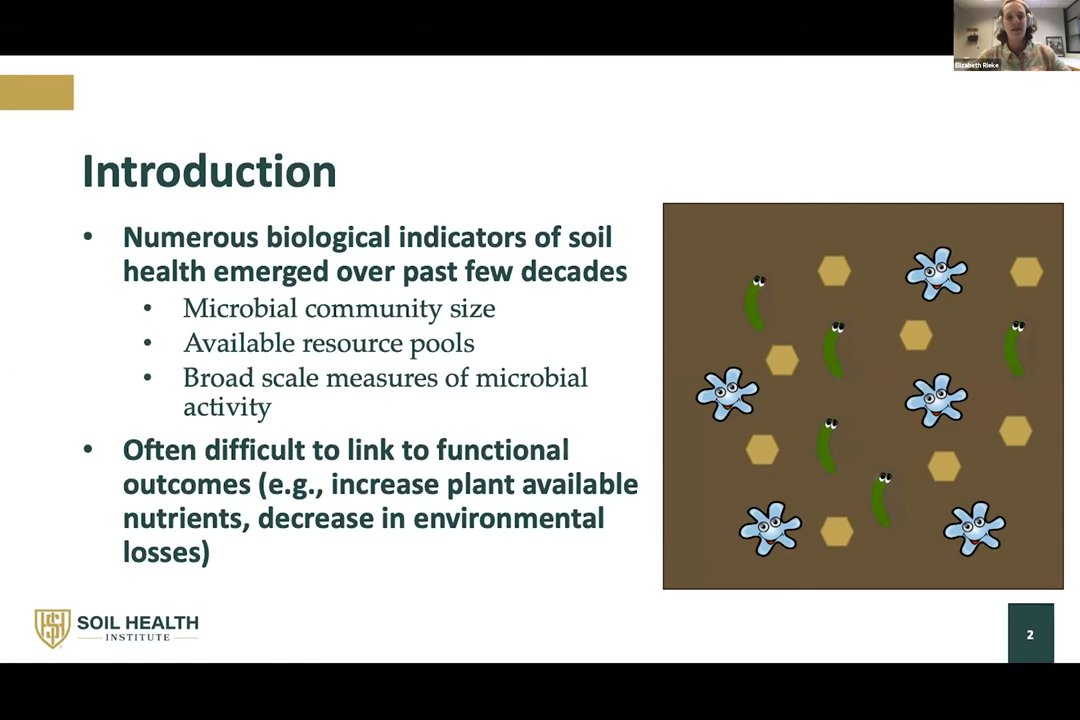 Elizabeth Rieke
Introduction
• Numerous biological indicators of soil
health emerged over past few decades
• Microbial community size
• Available resource pools
• Broad scale measures of microbial
activity
• Often difficult to link to functional
outcomes (e.g., increase plant available
nutrients, decrease in environmental
losses)
SOIL HEALTH
INSTITUTE
2